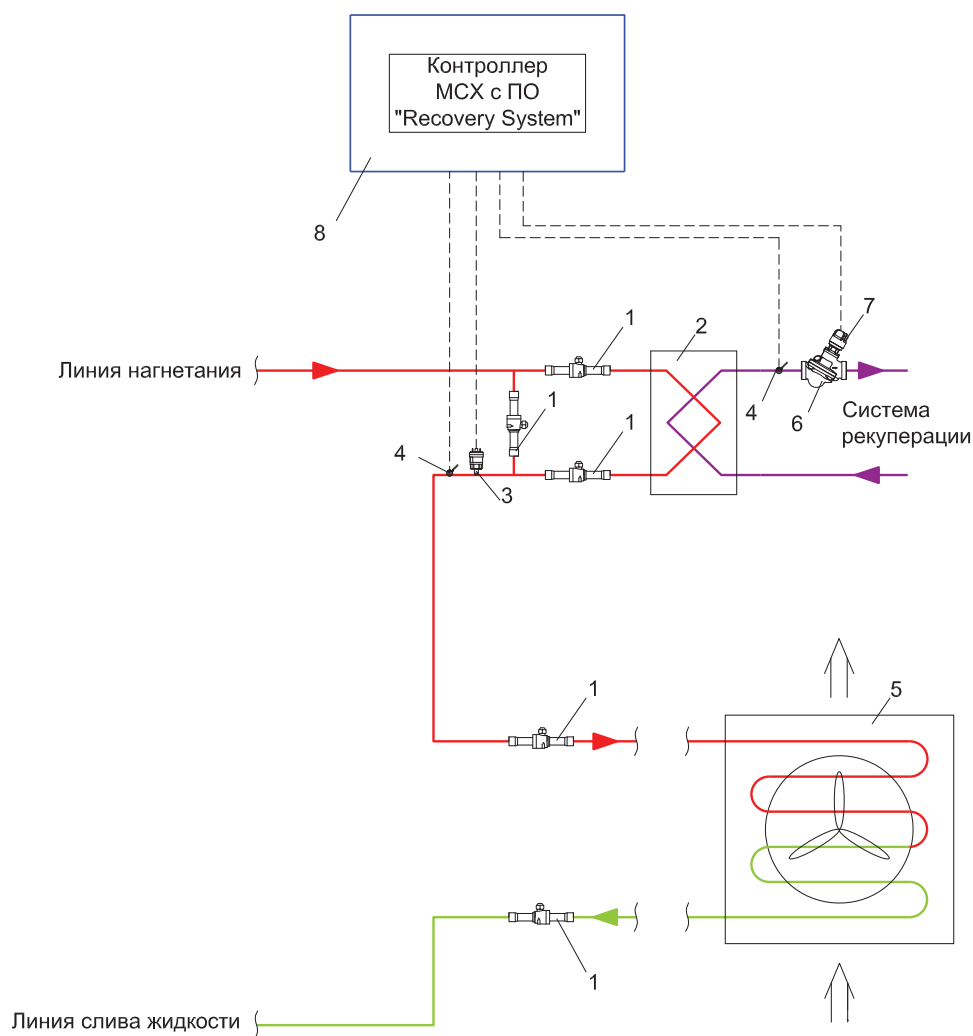 Контроллер
МСХ с ПО
"Recovery System"
8
7
1
2
Линия нагнетания
1
1
4
6
Система
рекуперации
4
3
1
5
1
Линия слива жидкости